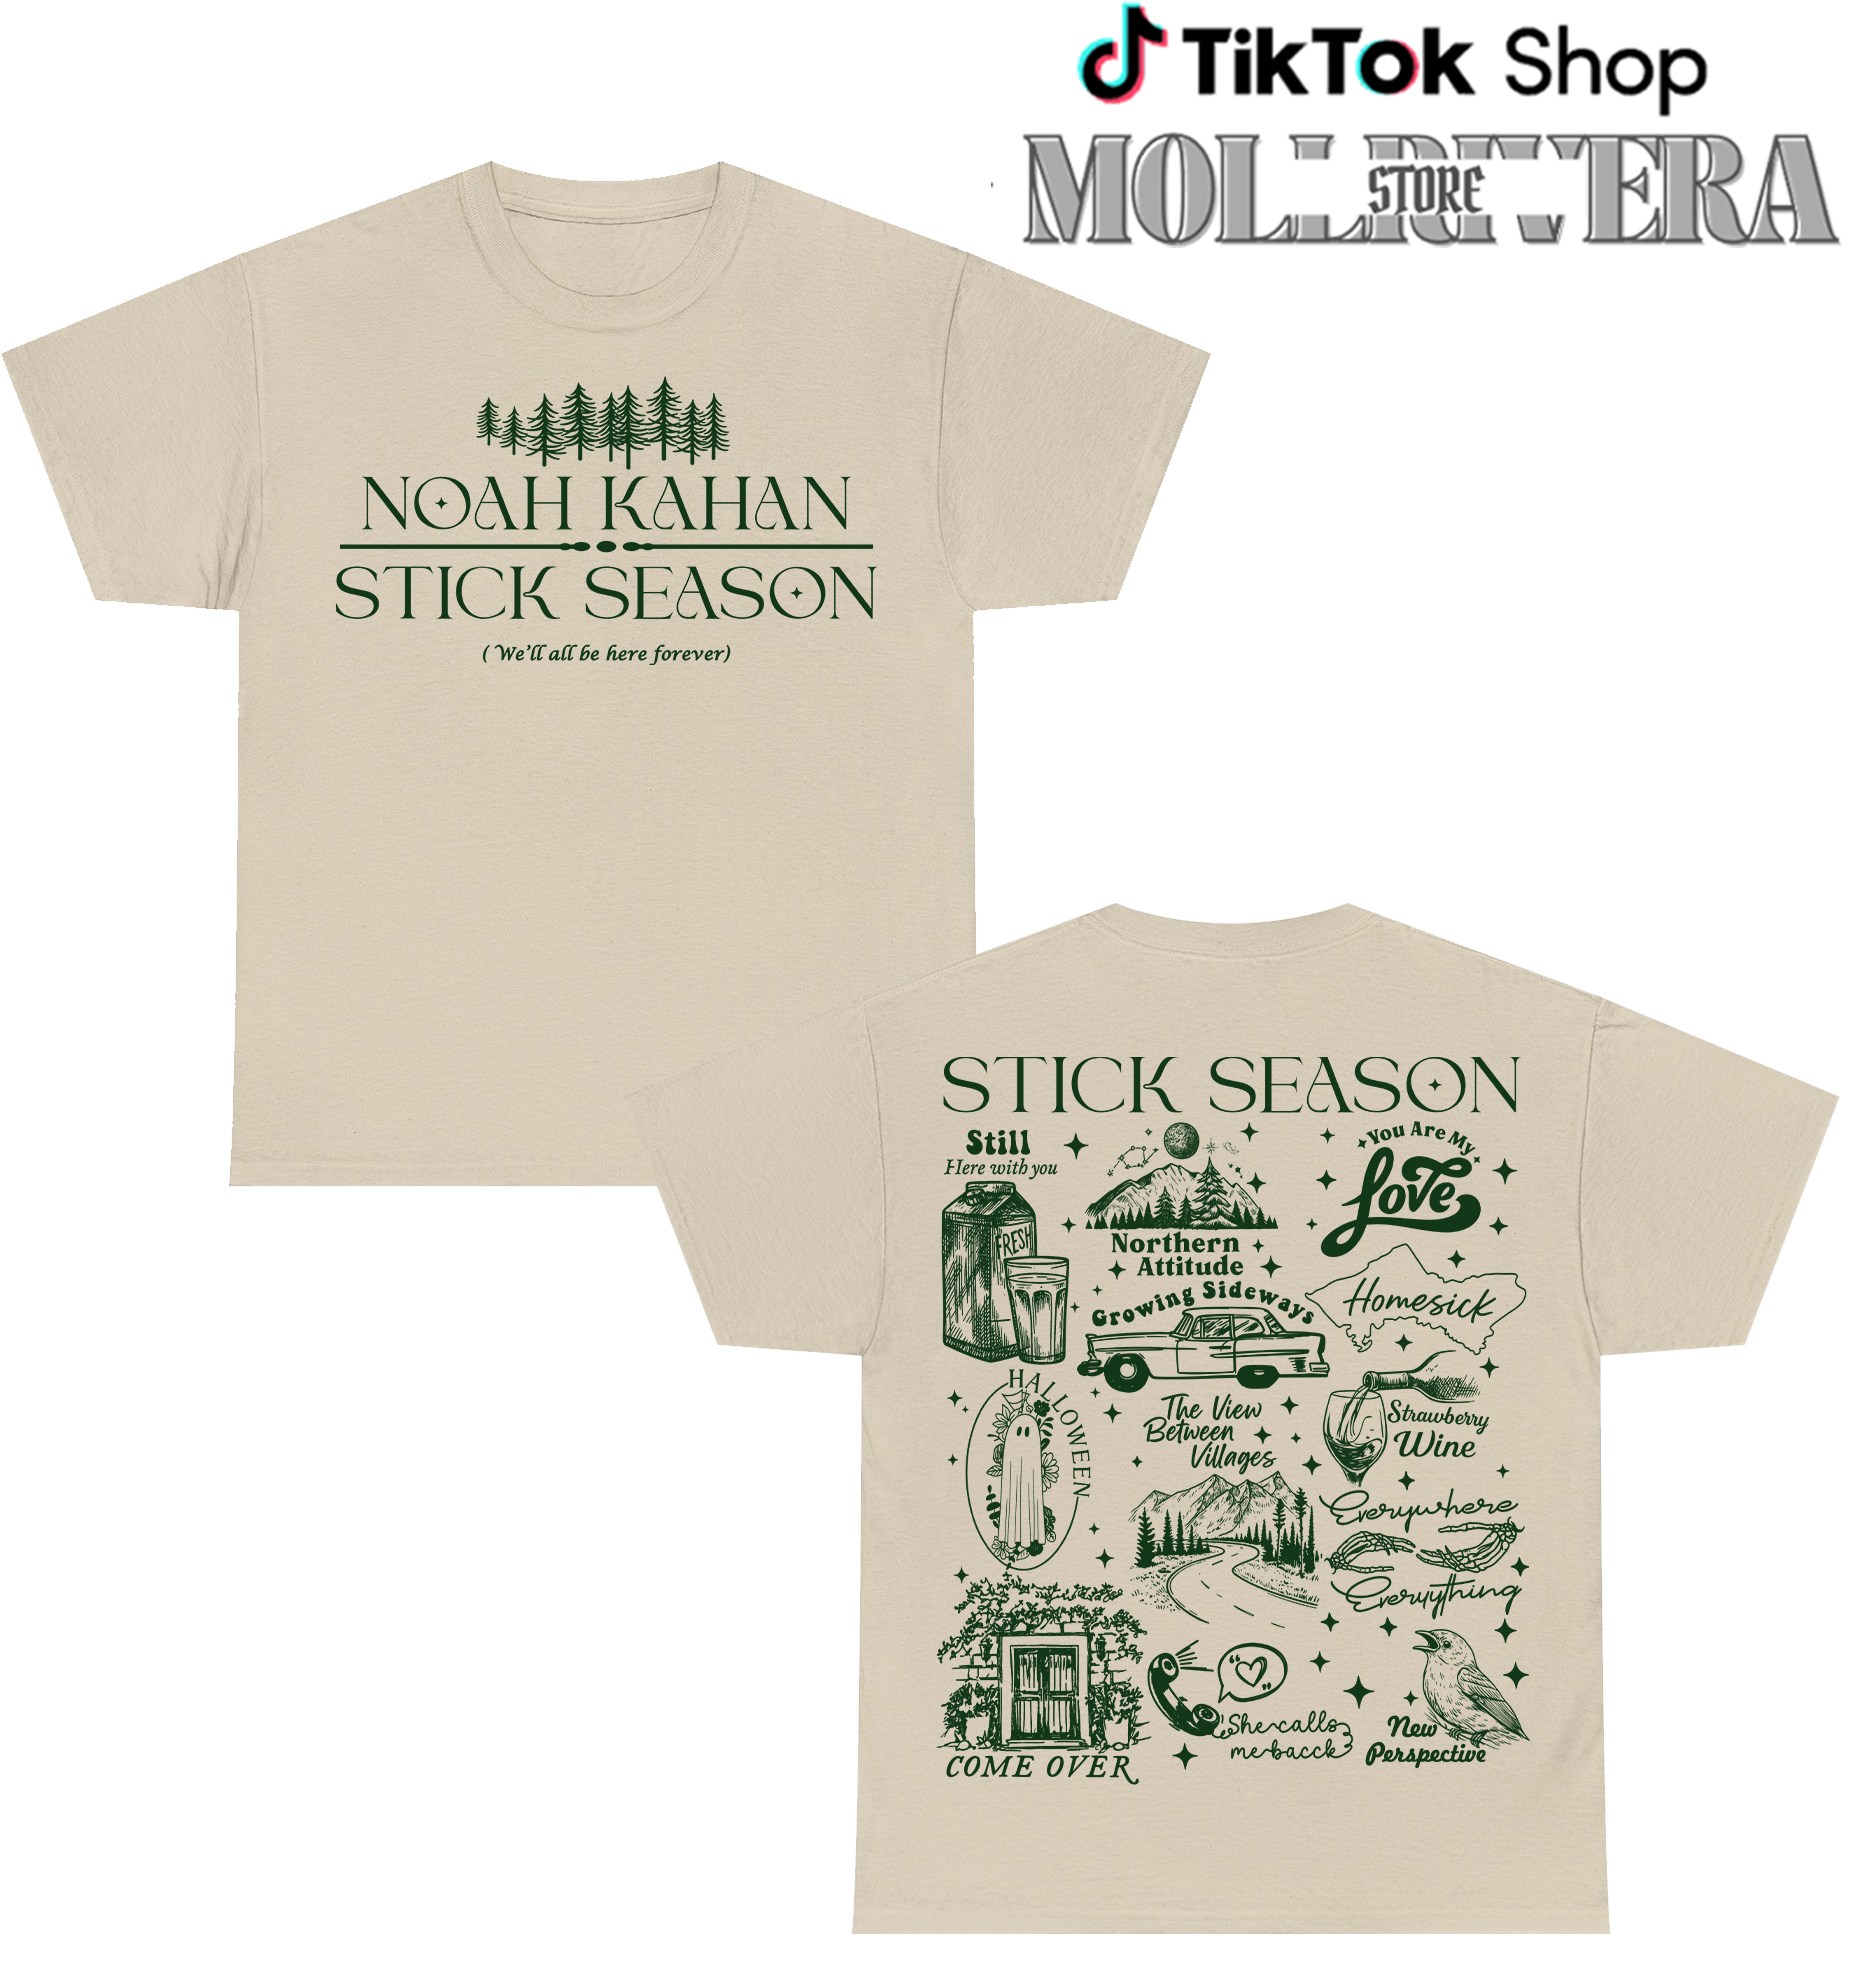 TikTok Shop
MOLLRIVERA
STORE
NOAH KAHAN
STICK SEASON
( We'll all be here forever)
STICK SEASON
Still
Here with you
FRESH
Northern
Attitude
You Are My
Love
Growing Sideways
Homesick
HALLOWEEN
The View
Between
Villages
Strawberry
Wine
Everywhere
Everyything
COME OVER
She calls
me bacck
New
Perspective